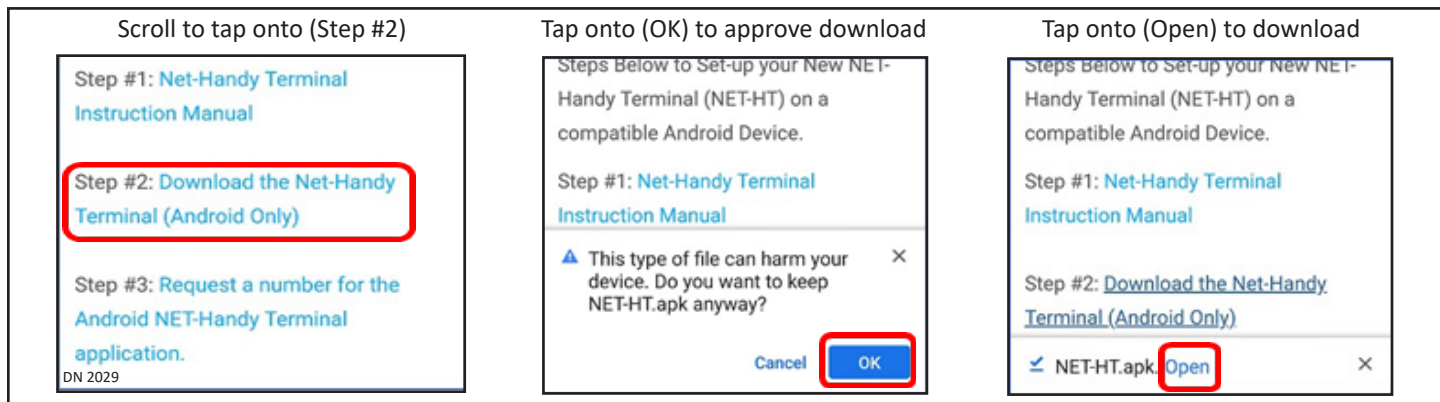 Scroll to tap onto (Step #2)
Step #1: Net-Handy Terminal
Instruction Manual
Step #2: Download the Net-Handy
Terminal (Android Only)
Step #3: Request a number for the
Android NET-Handy Terminal
application.
DN 2029
Tap onto (OK) to approve download
Steps Below to Set-up your New NET-
Handy Terminal (NET-HT) on a
compatible Android Device.
Step #1: Net-Handy Terminal
Instruction Manual
This type of file can harm your
device. Do you want to keep
NET-HT.apk anyway?
Cancel OK
Tap onto (Open) to download
Steps Below to Set-up your New NET-
Handy Terminal (NET-HT) on a
compatible Android Device.
Step #1: Net-Handy Terminal
Instruction Manual
Step #2: Download the Net-Handy
Terminal (Android Only)
NET-HT.apk. Open